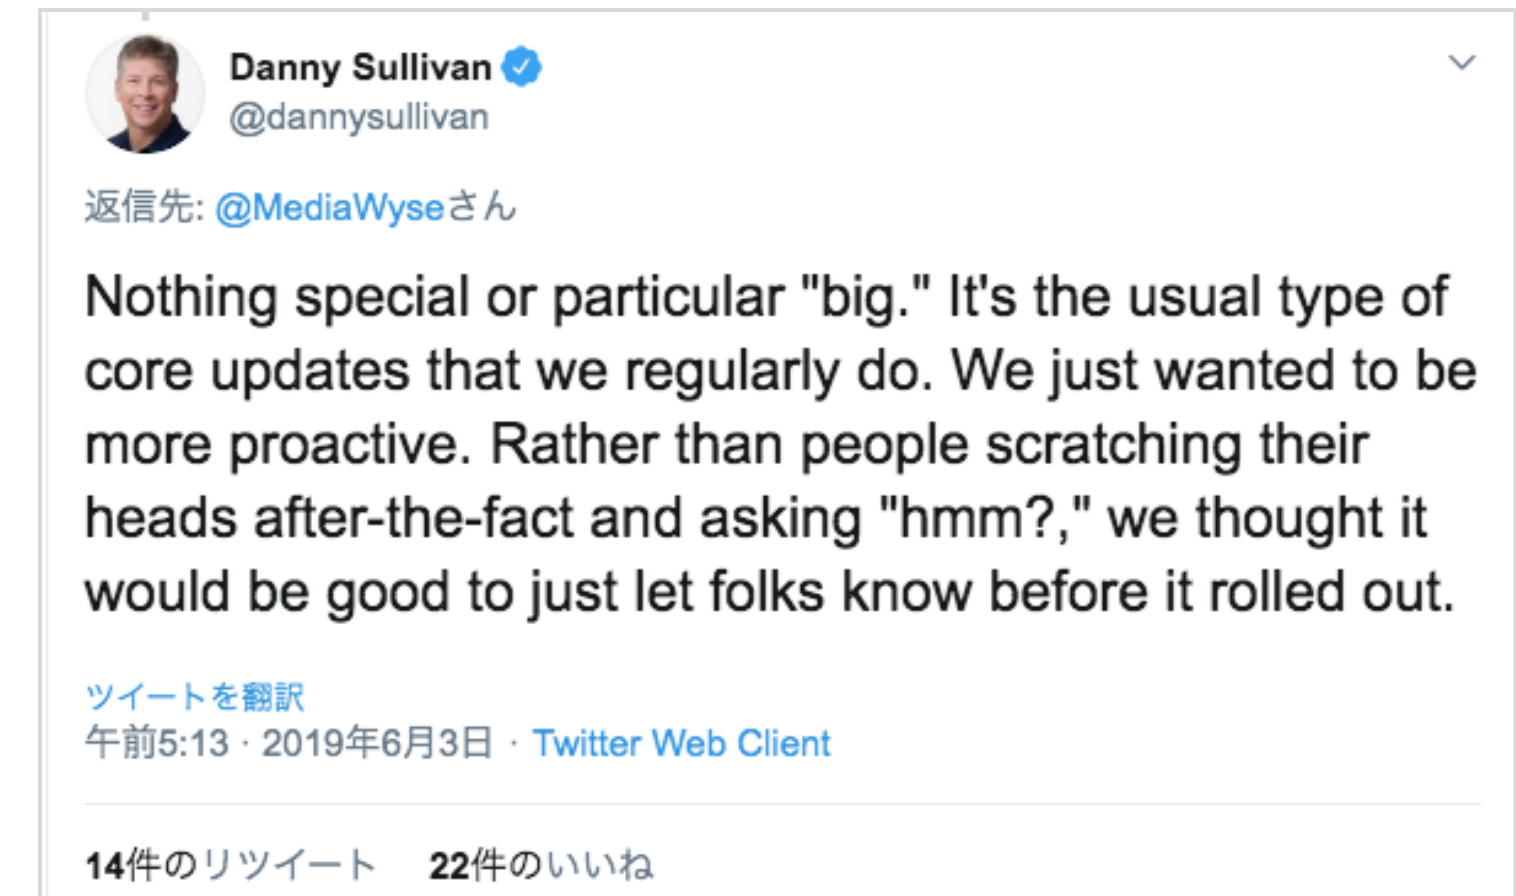 Danny Sullivan
@dannysullivan
返信先: @MediaWyseさん
Nothing special or particular "big." It's the usual type of
core updates that we regularly do. We just wanted to be
more proactive. Rather than people scratching their
heads after-the-fact and asking "hmm?," we thought it
would be good to just let folks know before it rolled out.
ツイートを翻訳
午前5:13 · 2019年6月3日 · Twitter Web Client
14件のリツイート 22件のいいね